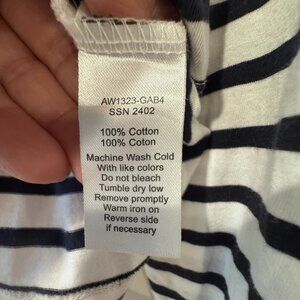 AW1323-GAB4
SSN 2402
100% Cotton
100% Coton
Machine Wash Cold
With like colors
Do not bleach
Tumble dry low
Remove promptly
Warm iron on
Reverse side
if necessary